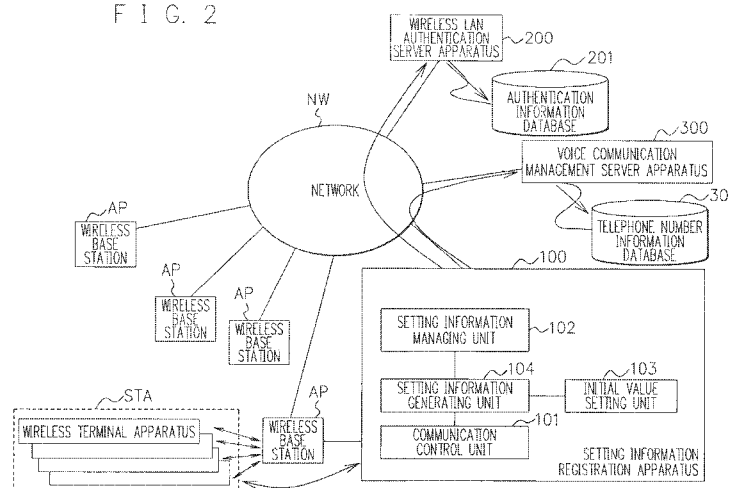 FIG. 2
WIRELESS LAN
AUTHENTICATION
SERVER APPARATUS
200
201
AUTHENTICATION
INFORMATION
DATABASE
NW
NETWORK
300
VOICE COMMUNICATION
MANAGEMENT SERVER APPARATUS
30
TELEPHONE NUMBER
INFORMATION
DATABASE
AP
WIRELESS
BASE
STATION
AP
WIRELESS
BASE
STATION
AP
WIRELESS
BASE
STATION
100
SETTING INFORMATION
MANAGING UNIT
102
104
SETTING INFORMATION
GENERATING UNIT
103
INITIAL VALUE
SETTING UNIT
101
COMMUNICATION
CONTROL UNIT
SETTING INFORMATION
REGISTRATION APPARATUS
STA
WIRELESS TERMINAL APPARATUS
AP
WIRELESS
BASE
STATION